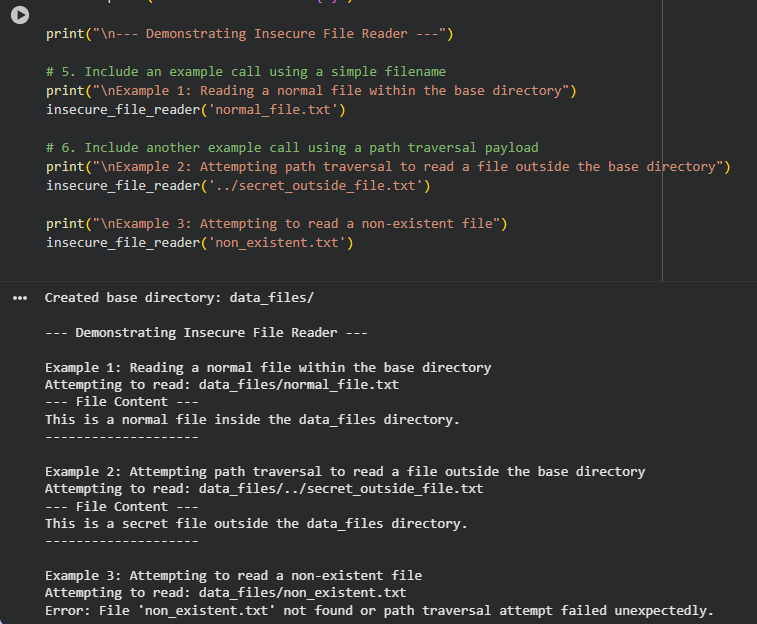 print("\n--- Demonstrating Insecure File Reader ---")
# 5. Include an example call using a simple filename
print("\nExample 1: Reading a normal file within the base directory")
insecure_file_reader('normal_file.txt')
# 6. Include another example call using a path traversal payload
print("\nExample 2: Attempting path traversal to read a file outside the base directory")
insecure_file_reader('../secret_outside_file.txt')
print("\nExample 3: Attempting to read a non-existent file")
insecure_file_reader('non_existent.txt')
Created base directory: data_files/
--- Demonstrating Insecure File Reader ---
Example 1: Reading a normal file within the base directory
Attempting to read: data_files/normal_file.txt
--- File Content ---
This is a normal file inside the data_files directory.
--------------------
Example 2: Attempting path traversal to read a file outside the base directory
Attempting to read: data_files/../secret_outside_file.txt
--- File Content ---
This is a secret file outside the data_files directory.
--------------------
Example 3: Attempting to read a non-existent file
Attempting to read: data_files/non_existent.txt
Error: File 'non_existent.txt' not found or path traversal attempt failed unexpectedly.